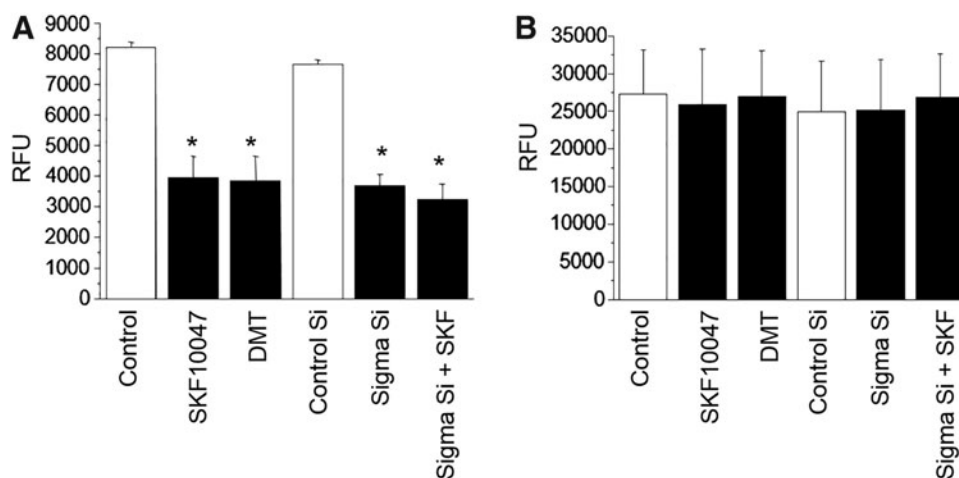 A
9000
8000
7000
6000
5000
4000
3000
2000
1000
0
RFU
*
*
*
*
Control
SKF10047
DMT
Control Si
Sigma Si
Sigma Si + SKF
B
35000
30000
25000
20000
15000
10000
5000
0
RFU
Control
SKF10047
DMT
Control Si
Sigma Si
Sigma Si + SKF